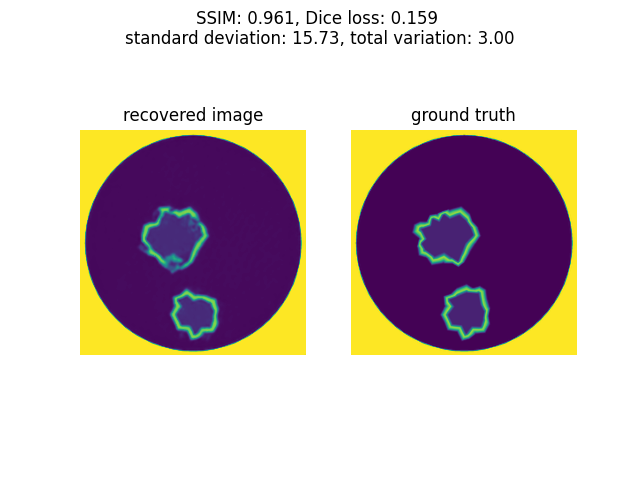 SSIM: 0.961, Dice loss: 0.159
standard deviation: 15.73, total variation: 3.00
recovered image
ground truth